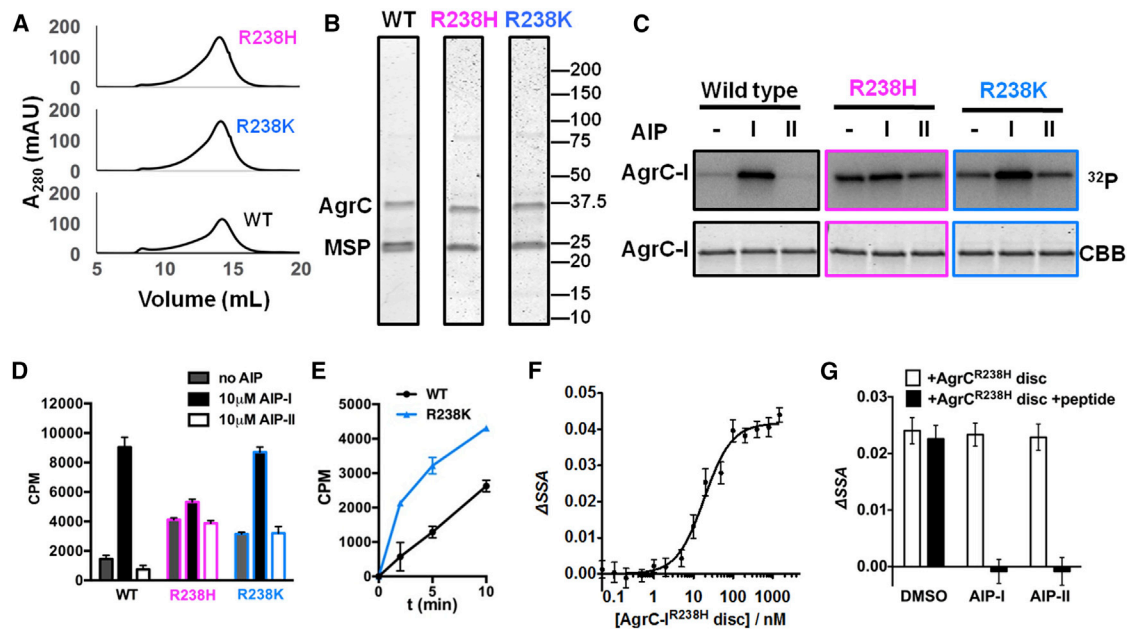 A
R238H
R238K
WT
200
100
0
200
100
0
200
100
0
A280 (mAU)
5 10 15 20
Volume (mL)
B
WT R238H R238K
200
150
100
75
50
37.5
25
20
15
10
AgrC
MSP
C
Wild type R238H R238K
AIP - I II - I II - I II
AgrC-I 32P
AgrC-I CBB
D
no AIP
10μM AIP-I
10μM AIP-II
12000
10000
8000
6000
4000
2000
0
CPM
WT R238H R238K
E
WT
R238K
5000
4000
3000
2000
1000
0
CPM
0 5 10
t (min)
F
0.05
0.04
0.03
0.02
0.01
0.00
ΔSSA
0.1 1 10 100 1000
[AgrC-IR238H disc] / nM
G
+AgrCR238H disc
+AgrCR238H disc +peptide
0.03
0.02
0.01
0.00
ΔSSA
DMSO AIP-I AIP-II